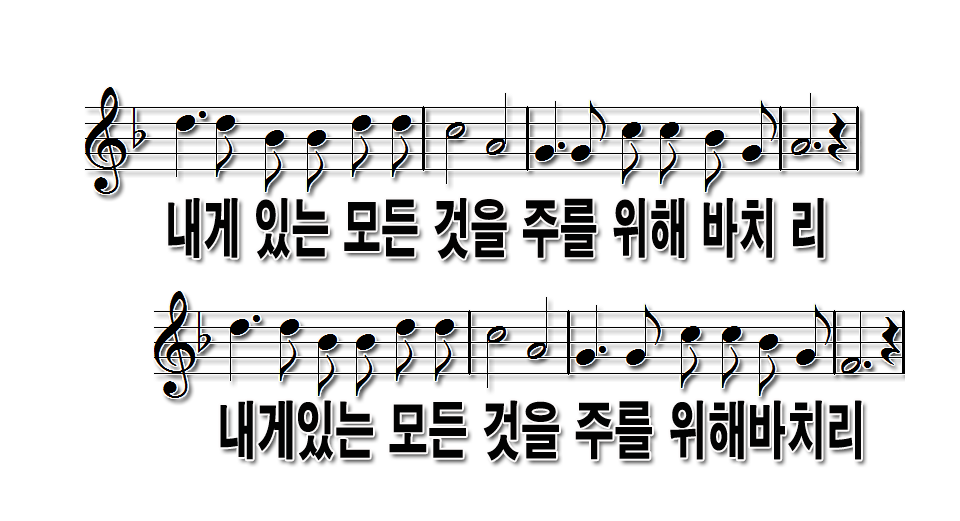 내게 있는 모든 것을 주를 위해 바치 리
내게있는 모든 것을 주를 위해바치리